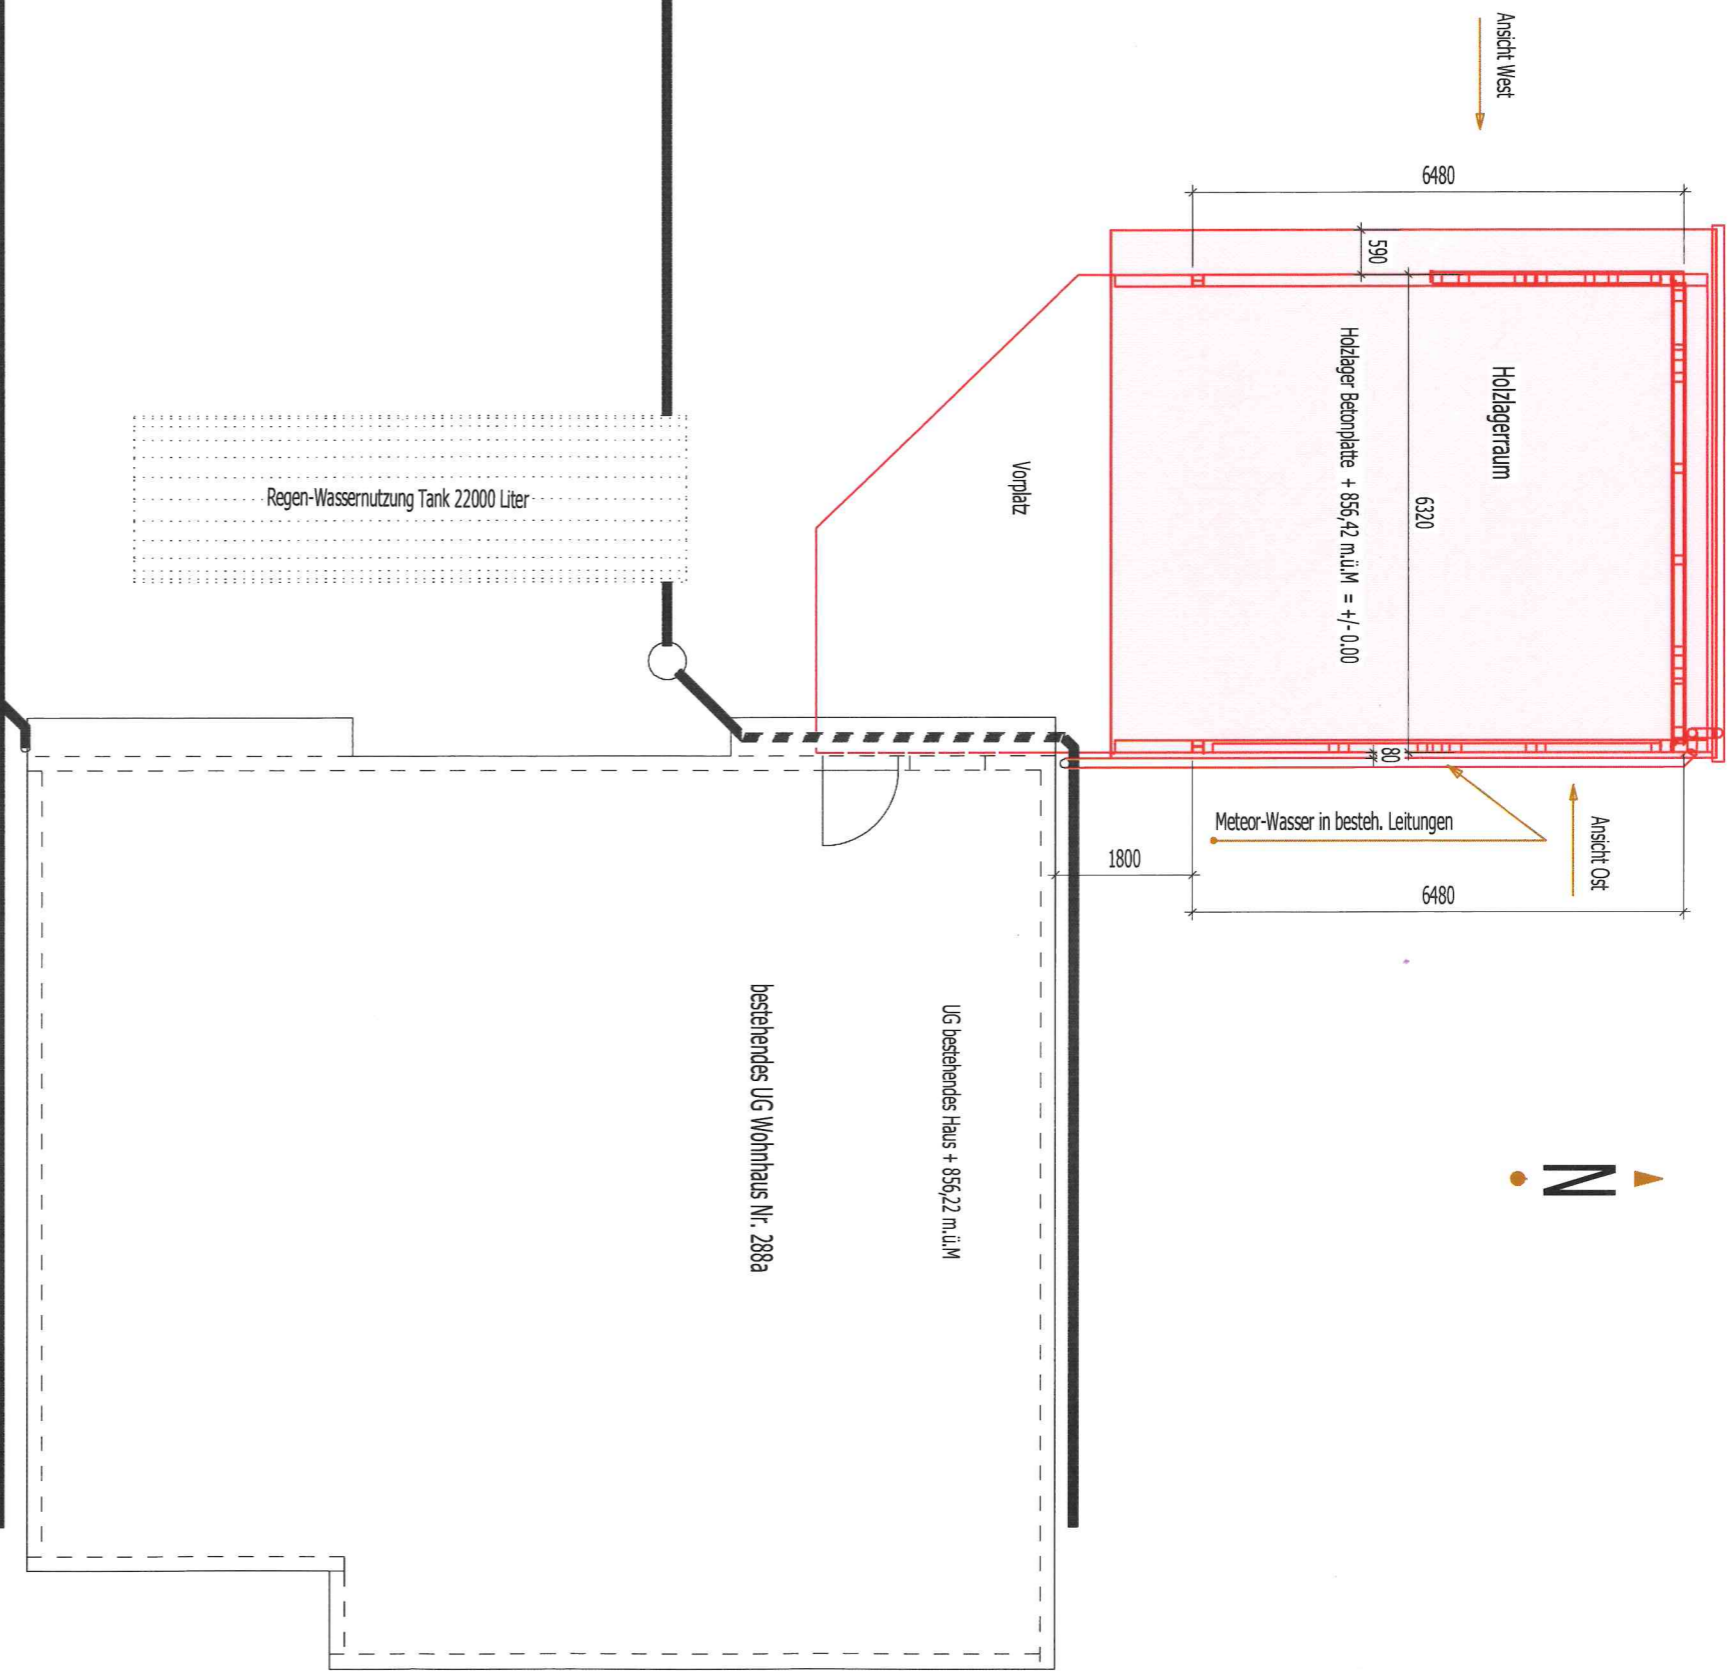 Ansicht West
6480
590
Holzlagerraum
6320
Holzlager Betonplatte + 856,42 m.ü.M = +/- 0.00
Vorplatz
Regen-Wassernutzung Tank 22000 Liter
80
Meteor-Wasser in besteh. Leitungen
Ansicht Ost
1800
6480
N
UG bestehendes Haus + 856,22 m.ü.M
bestehendes UG Wohnhaus Nr. 288a